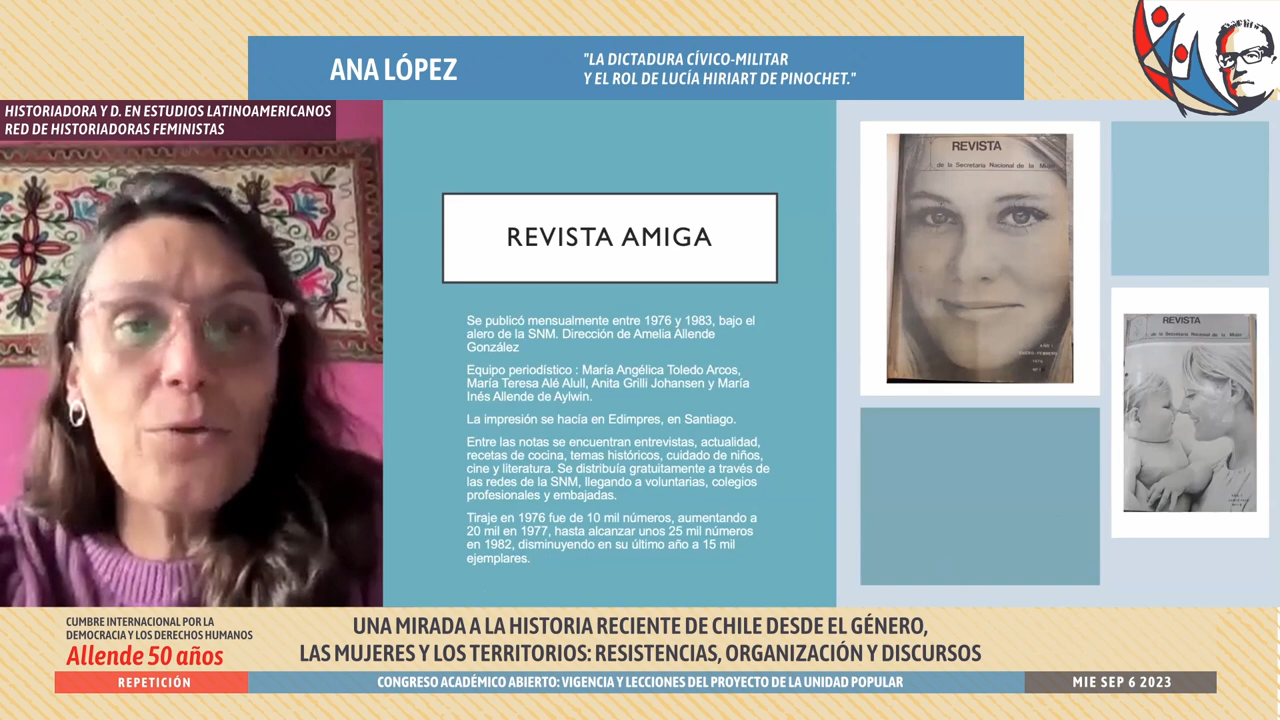 ANA LÓPEZ
"LA DICTADURA CÍVICO-MILITAR
Y EL ROL DE LUCÍA HIRIART DE PINOCHET."
HISTORIADORA Y D. EN ESTUDIOS LATINOAMERICANOS
RED DE HISTORIADORAS FEMINISTAS
REVISTA AMIGA
Se publicó mensualmente entre 1976 y 1983, bajo el
alero de la SNM. Dirección de Amelia Allende
González
Equipo periodístico : María Angélica Toledo Arcos,
María Teresa Alé Alull, Anita Grilli Johansen y María
Inés Allende de Aylwin.
La impresión se hacía en Edimpres, en Santiago.
Entre las notas se encuentran entrevistas, actualidad,
recetas de cocina, temas históricos, cuidado de niños,
cine y literatura. Se distribuía gratuitamente a través de
las redes de la SNM, llegando a voluntarias, colegios
profesionales y embajadas.
Tiraje en 1976 fue de 10 mil números, aumentando a
20 mil en 1977, hasta alcanzar unos 25 mil números
en 1982, disminuyendo en su último año a 15 mil
ejemplares.
REVISTA
de la Secretaria Nacional de la Mujer
REVISTA
de la Secretaria Nacional de la Mujer
CUMBRE INTERNACIONAL POR LA
DEMOCRACIA Y LOS DERECHOS HUMANOS
Allende 50 años
REPETICIÓN
UNA MIRADA A LA HISTORIA RECIENTE DE CHILE DESDE EL GÉNERO,
LAS MUJERES Y LOS TERRITORIOS: RESISTENCIAS, ORGANIZACIÓN Y DISCURSOS
CONGRESO ACADÉMICO ABIERTO: VIGENCIA Y LECCIONES DEL PROYECTO DE LA UNIDAD POPULAR
MIE SEP 6 2023